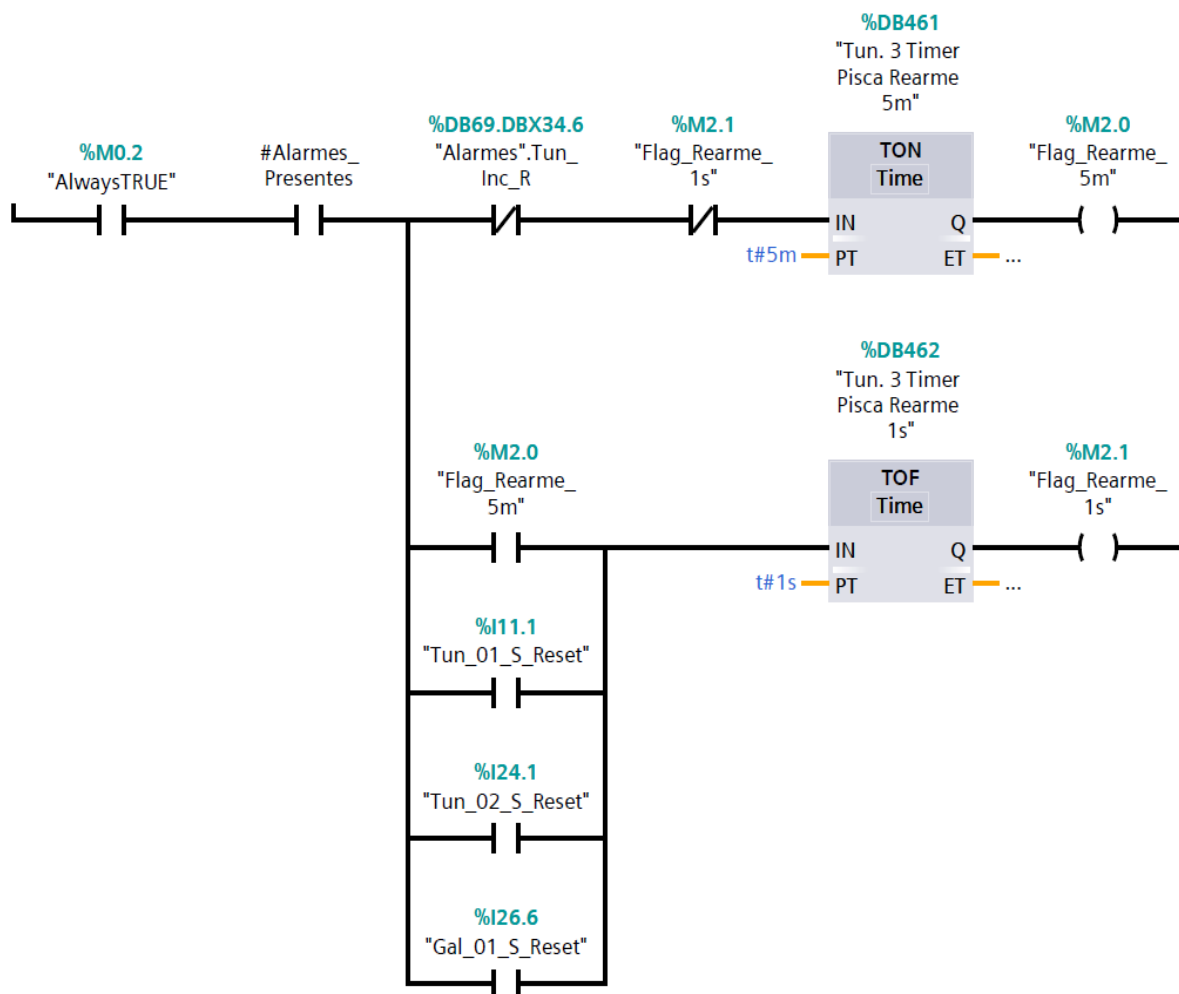 %DB461
"Tun. 3 Timer
Pisca Rearme
5m"
%M0.2
"AlwaysTRUE"
#Alarmes_
Presentes
%DB69.DBX34.6
"Alarmes".Tun_
Inc_R
%M2.1
"Flag_Rearme_
1s"
TON
Time
%M2.0
"Flag_Rearme_
5m"
IN
Q
t#5m
PT
ET
...
%DB462
"Tun. 3 Timer
Pisca Rearme
1s"
%M2.0
"Flag_Rearme_
5m"
TOF
Time
%M2.1
"Flag_Rearme_
1s"
IN
Q
t#1s
PT
ET
...
%I11.1
"Tun_01_S_Reset"
%I24.1
"Tun_02_S_Reset"
%I26.6
"Gal_01_S_Reset"